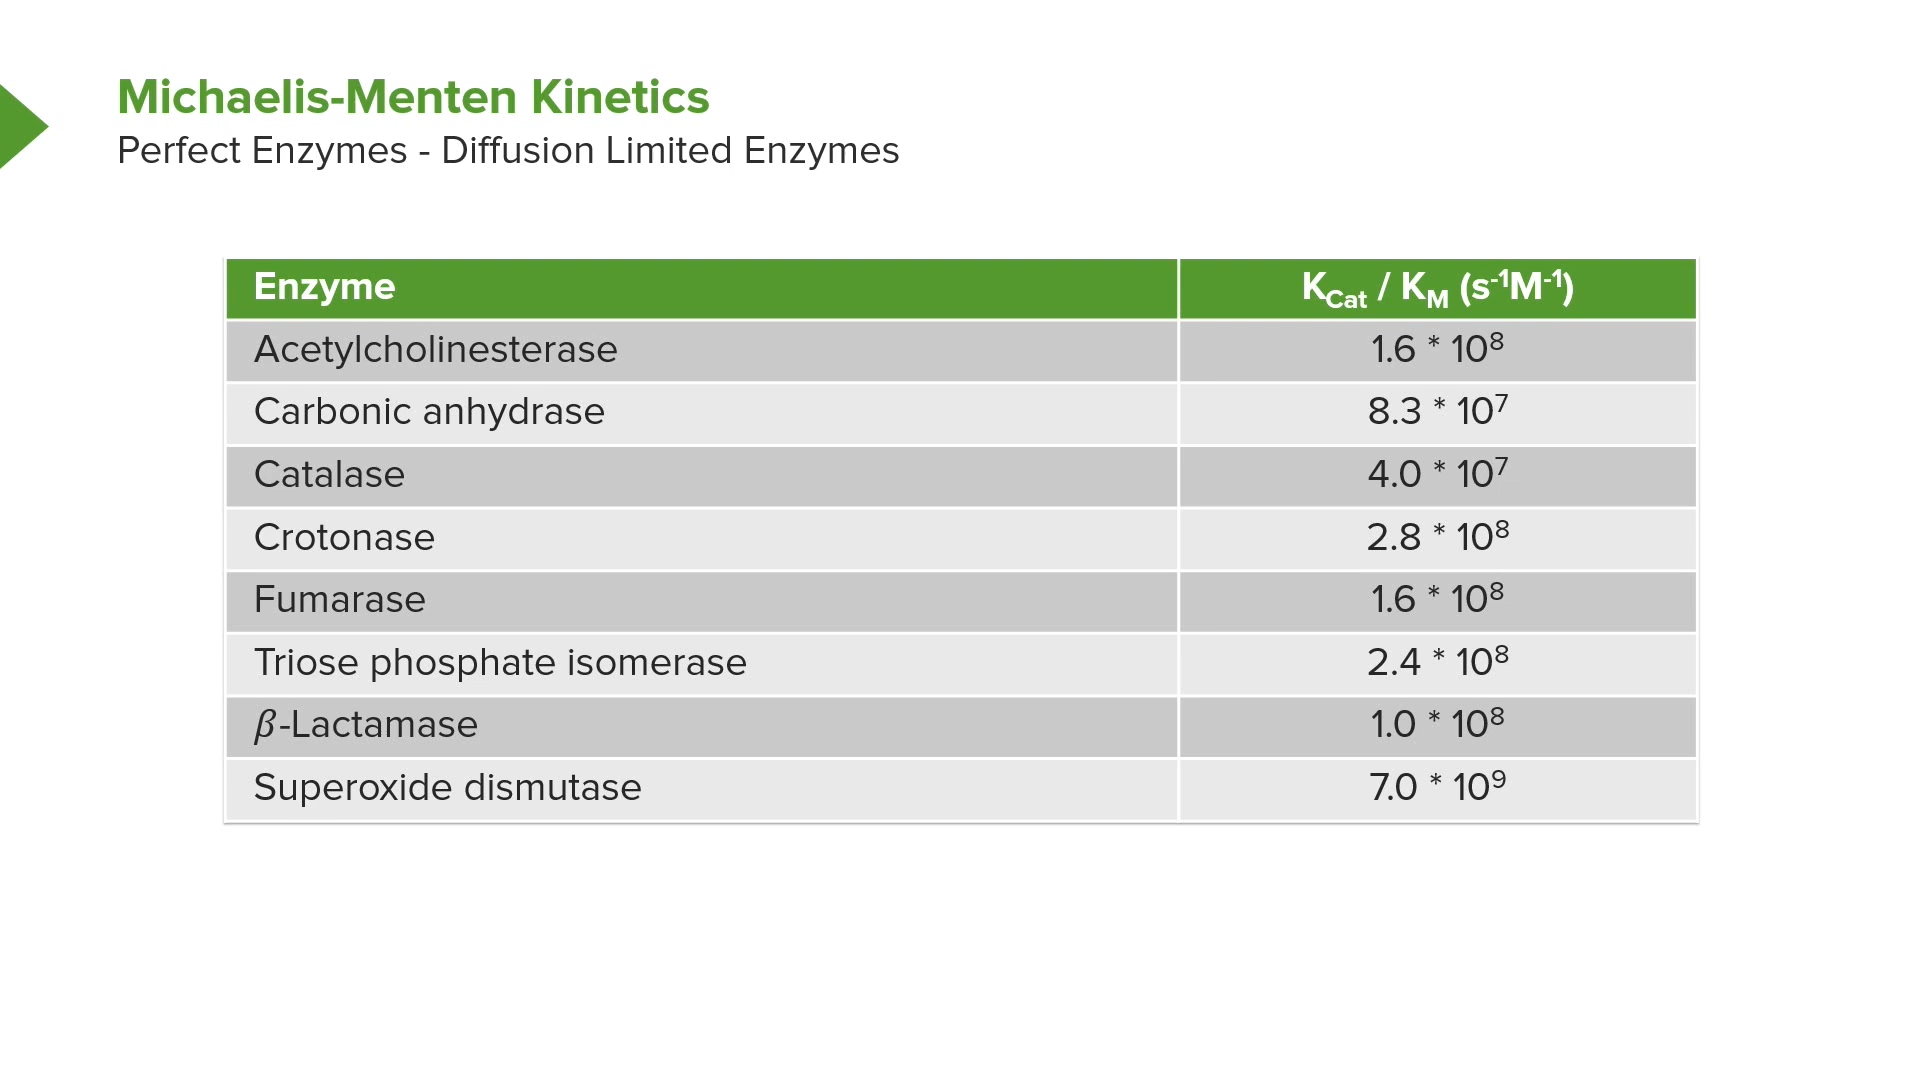 Michaelis-Menten Kinetics
Perfect Enzymes - Diffusion Limited Enzymes
Enzyme K_Cat / K_M (s⁻¹M⁻¹)
Acetylcholinesterase 1.6 * 10⁸
Carbonic anhydrase 8.3 * 10⁷
Catalase 4.0 * 10⁷
Crotonase 2.8 * 10⁸
Fumarase 1.6 * 10⁸
Triose phosphate isomerase 2.4 * 10⁸
β-Lactamase 1.0 * 10⁸
Superoxide dismutase 7.0 * 10⁹